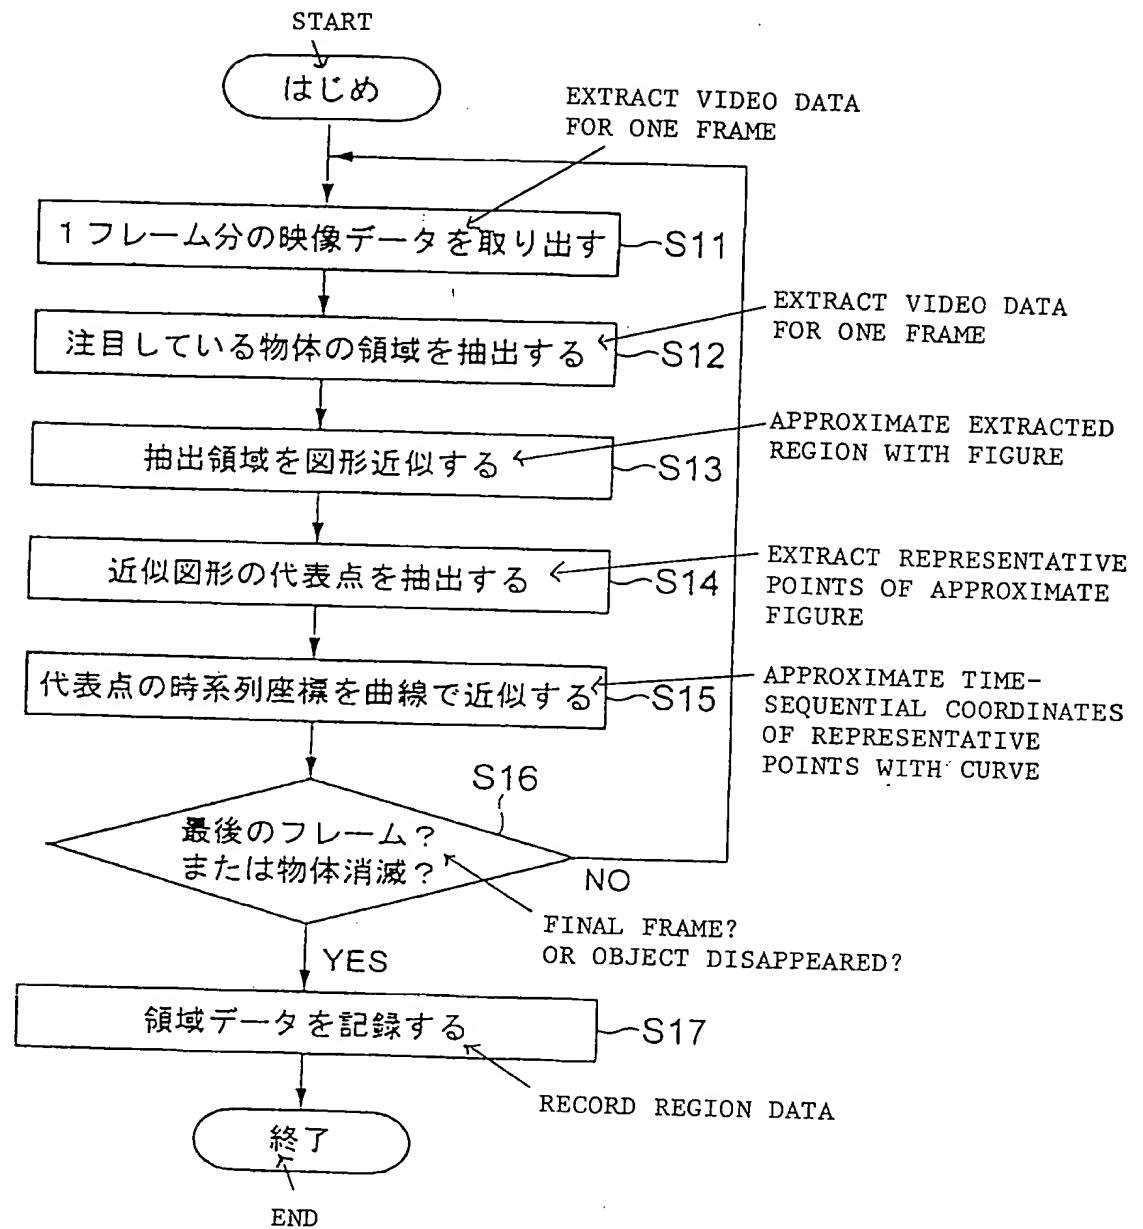 START
はじめ
EXTRACT VIDEO DATA
FOR ONE FRAME
1フレーム分の映像データを取り出す
S11
EXTRACT VIDEO DATA
FOR ONE FRAME
注目している物体の領域を抽出する
S12
APPROXIMATE EXTRACTED
REGION WITH FIGURE
抽出領域を図形近似する
S13
EXTRACT REPRESENTATIVE
POINTS OF APPROXIMATE
FIGURE
近似図形の代表点を抽出する
S14
代表点の時系列座標を曲線で近似する
S15
APPROXIMATE TIME-
SEQUENTIAL COORDINATES
OF REPRESENTATIVE
POINTS WITH CURVE
S16
最後のフレーム?
または物体消滅?
NO
FINAL FRAME?
OR OBJECT DISAPPEARED?
YES
領域データを記録する
S17
RECORD REGION DATA
終了
END